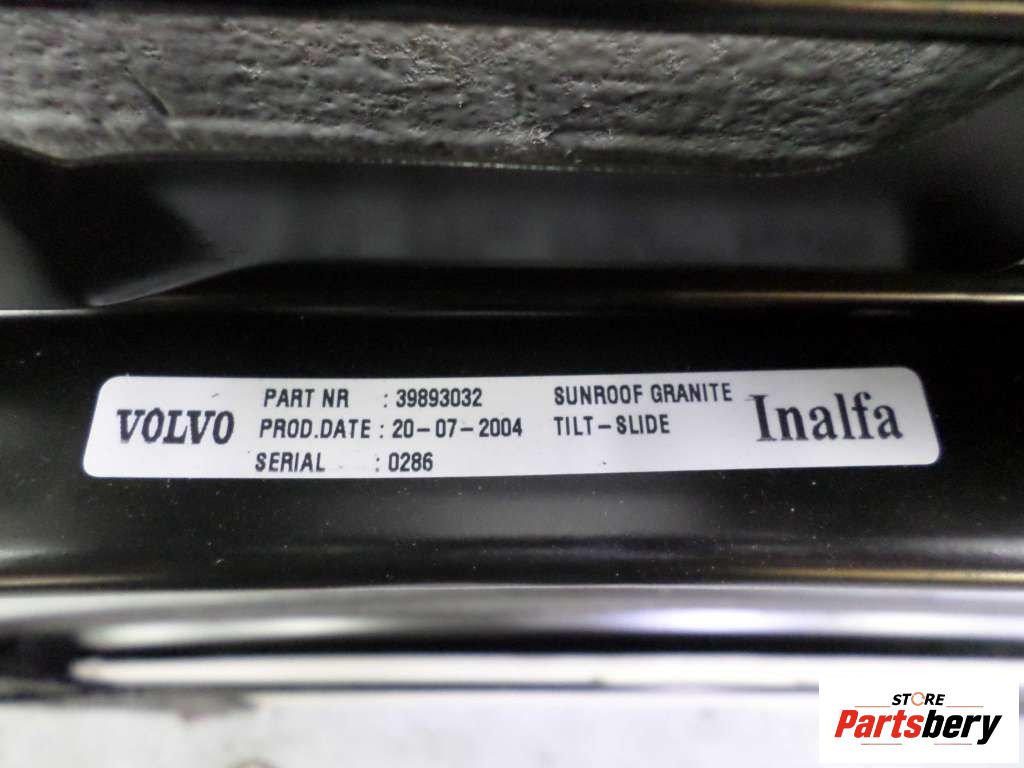 VOLVO
PART NR : 39893032
PROD.DATE : 20-07-2004
SERIAL : 0286
SUNROOF GRANITE
TILT-SLIDE
Inalfa
STORE
Partsbery